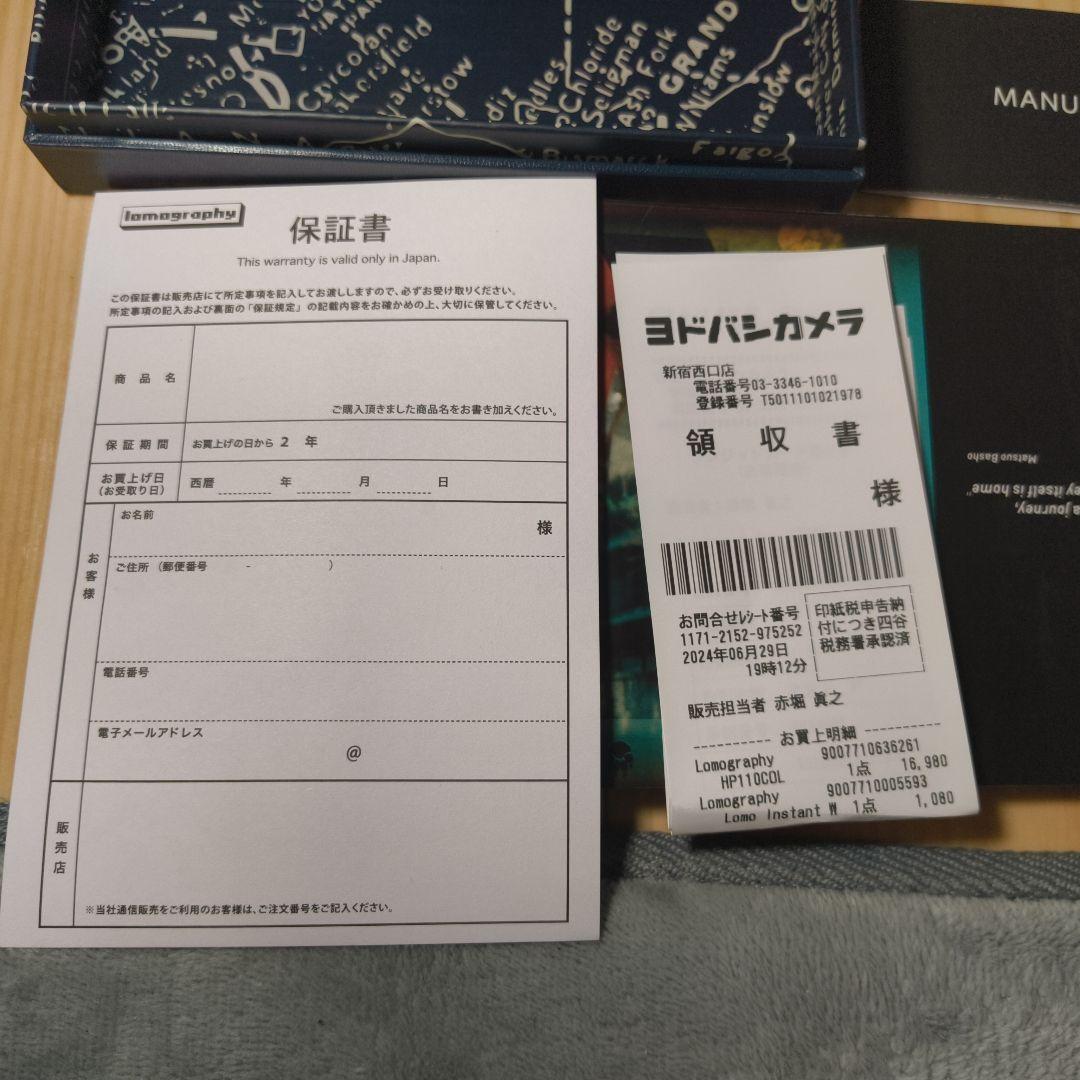 JAPAN
Corcoran
Bakersfield
Chloride
Seligman
Ash Fork
GRAND
Williams
Bismarck
Fargo
MANU
lomography
保証書
This warranty is valid only in Japan.
この保証書は販売店にて所定事項を記入してお渡ししますので、必ずお受け取りください。
所定事項の記入および裏面の「保証規定」の記載内容をお確かめの上、大切に保管してください。
商品名
ご購入頂きました商品名をお書き加えください。
保証期間 お買上げの日から 2 年
お買上げ日
(お受取り日)
西暦 年 月 日
お客様
お名前
様
ご住所 (郵便番号 - )
電話番号
電子メールアドレス
@
販売店
※当社通信販売をご利用のお客様は、ご注文番号をご記入ください。
ヨドバシカメラ
新宿西口店
電話番号03-3346-1010
登録番号 T5011101021978
領収書
様
お問合せﾚｼｰﾄ番号
1171-2152-975252
2024年06月29日
19時12分
印紙税申告納
付につき四谷
税務署承認済
販売担当者 赤堀 眞之
---------- お買上明細 ----------
Lomography 9007710636261
HP110COL 1点 16,980
Lomography 9007710005593
Lomo Instant W 1点 1,080
a journey,
ey itself is home"
Matsuo Basho